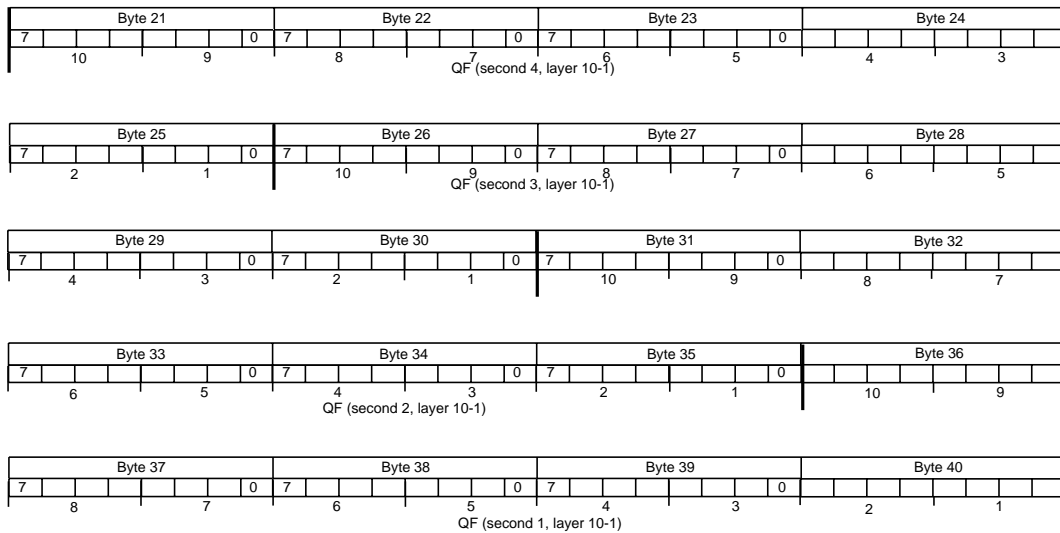 Byte 21 Byte 22 Byte 23 Byte 24
7 0 7 0 7 0
10 9 8 7 6 5 4 3
QF (second 4, layer 10-1)
Byte 25 Byte 26 Byte 27 Byte 28
7 0 7 0 7 0
2 1 10 9 8 7 6 5
QF (second 3, layer 10-1)
Byte 29 Byte 30 Byte 31 Byte 32
7 0 7 0 7 0
4 3 2 1 10 9 8 7
Byte 33 Byte 34 Byte 35 Byte 36
7 0 7 0 7 0
6 5 4 3 2 1 10 9
QF (second 2, layer 10-1)
Byte 37 Byte 38 Byte 39 Byte 40
7 0 7 0 7 0
8 7 6 5 4 3 2 1
QF (second 1, layer 10-1)